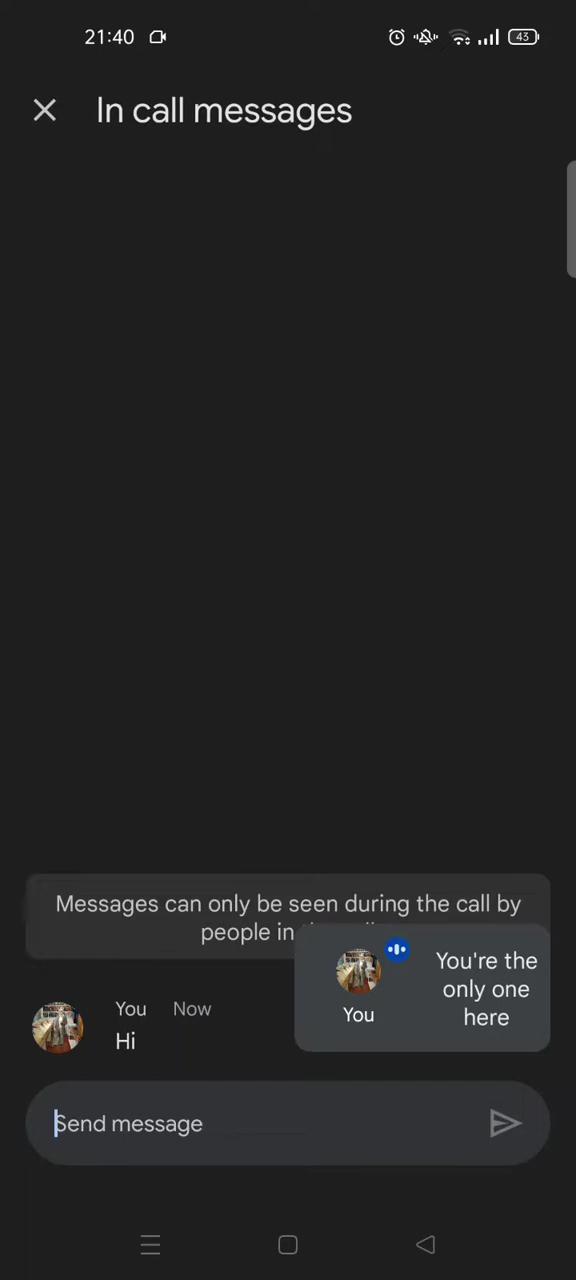 21:40
43
In call messages
Messages can only be seen during the call by
people in
You're the
only one
here
You
You Now
Hi
Send message